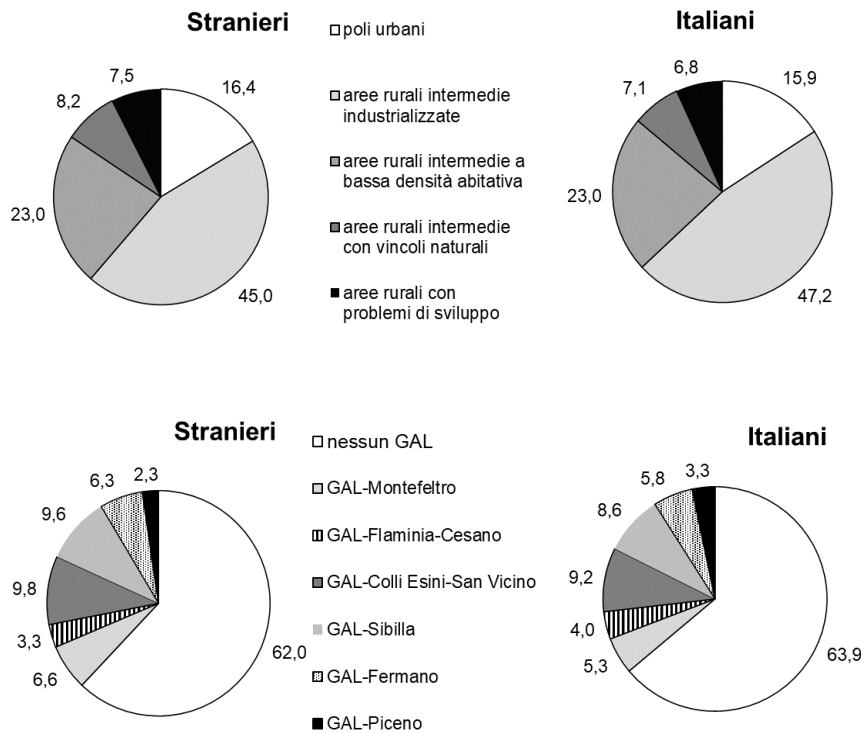 Stranieri
7,5
16,4
8,2
23,0
45,0
poli urbani
aree rurali intermedie
industrializzate
aree rurali intermedie a
bassa densità abitativa
aree rurali intermedie
con vincoli naturali
aree rurali con
problemi di sviluppo
Italiani
6,8
15,9
7,1
23,0
47,2
Stranieri
2,3
6,3
9,6
9,8
3,3
6,6
62,0
nessun GAL
GAL-Montefeltro
GAL-Flaminia-Cesano
GAL-Colli Esini-San Vicino
GAL-Sibilla
GAL-Fermano
GAL-Piceno
Italiani
3,3
5,8
8,6
9,2
4,0
5,3
63,9